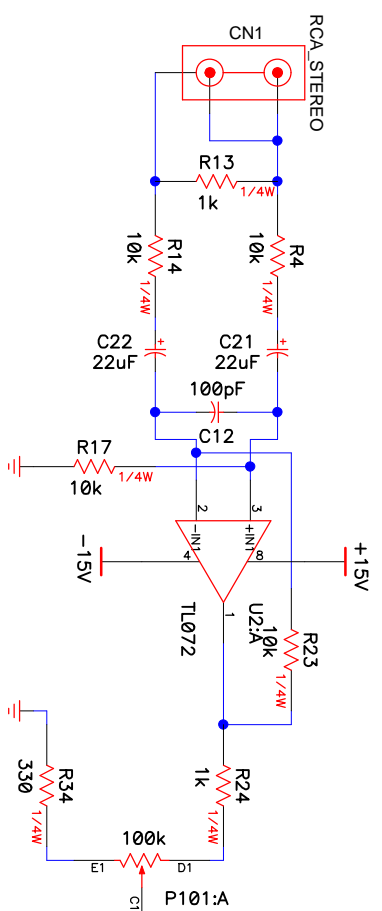 CN1
RCA_STEREO
R13
1k
1/4W
R14
10k
1/4W
R4
10k
1/4W
C22
22uF
+
C21
22uF
+
100pF
C12
R17
10k
1/4W
2
3
-IN1
+IN1
4
8
-15V
+15V
1
TL072
U2:A
R23
10k
1/4W
R34
330
1/4W
R24
1k
1/4W
100k
E1
D1
C1
P101:A